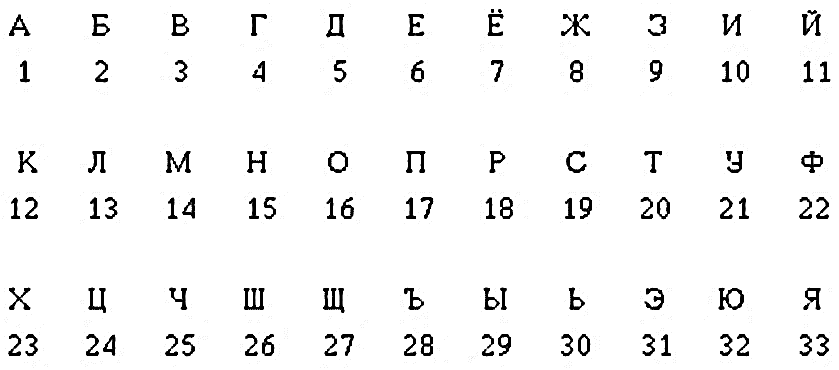 А Б В Г Д Е Ё Ж З И Й
1 2 3 4 5 6 7 8 9 10 11
К Л М Н О П Р С Т У Ф
12 13 14 15 16 17 18 19 20 21 22
Х Ц Ч Ш Щ Ъ Ы Ь Э Ю Я
23 24 25 26 27 28 29 30 31 32 33